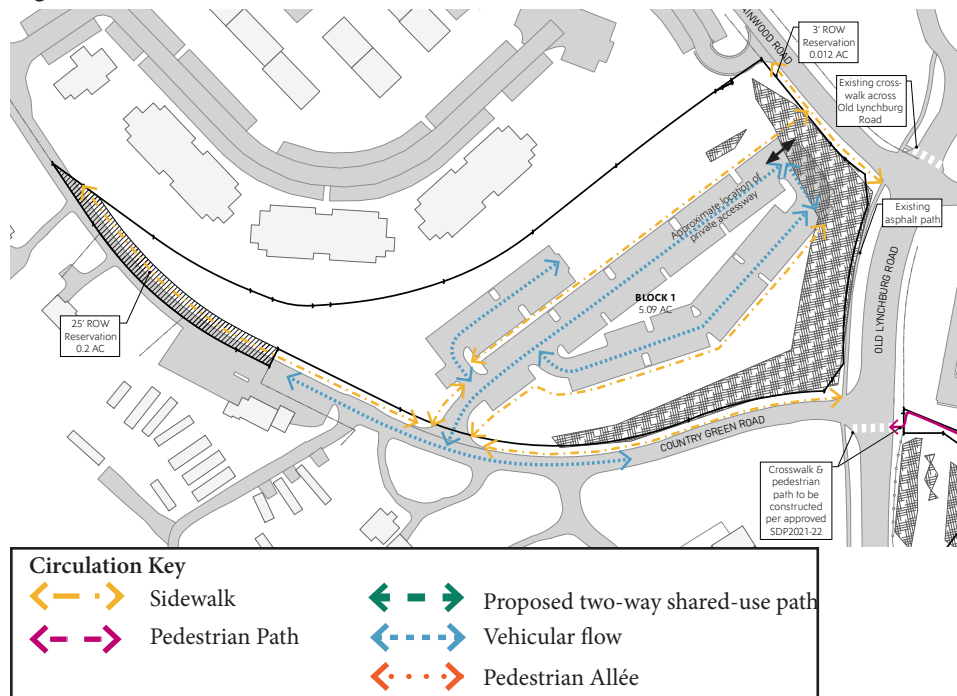 AINWOOD ROAD
3' ROW
Reservation
0.012 AC
Existing cross-
walk across
Old Lynchburg
Road
Approximate location of
private accessway
Existing
asphalt path
BLOCK 1
5.09 AC
OLD LYNCHBURG ROAD
25' ROW
Reservation
0.2 AC
COUNTRY GREEN ROAD
Crosswalk &
pedestrian
path to be
constructed
per approved
SDP2021-22
Circulation Key
Sidewalk
Pedestrian Path
Proposed two-way shared-use path
Vehicular flow
Pedestrian Allée